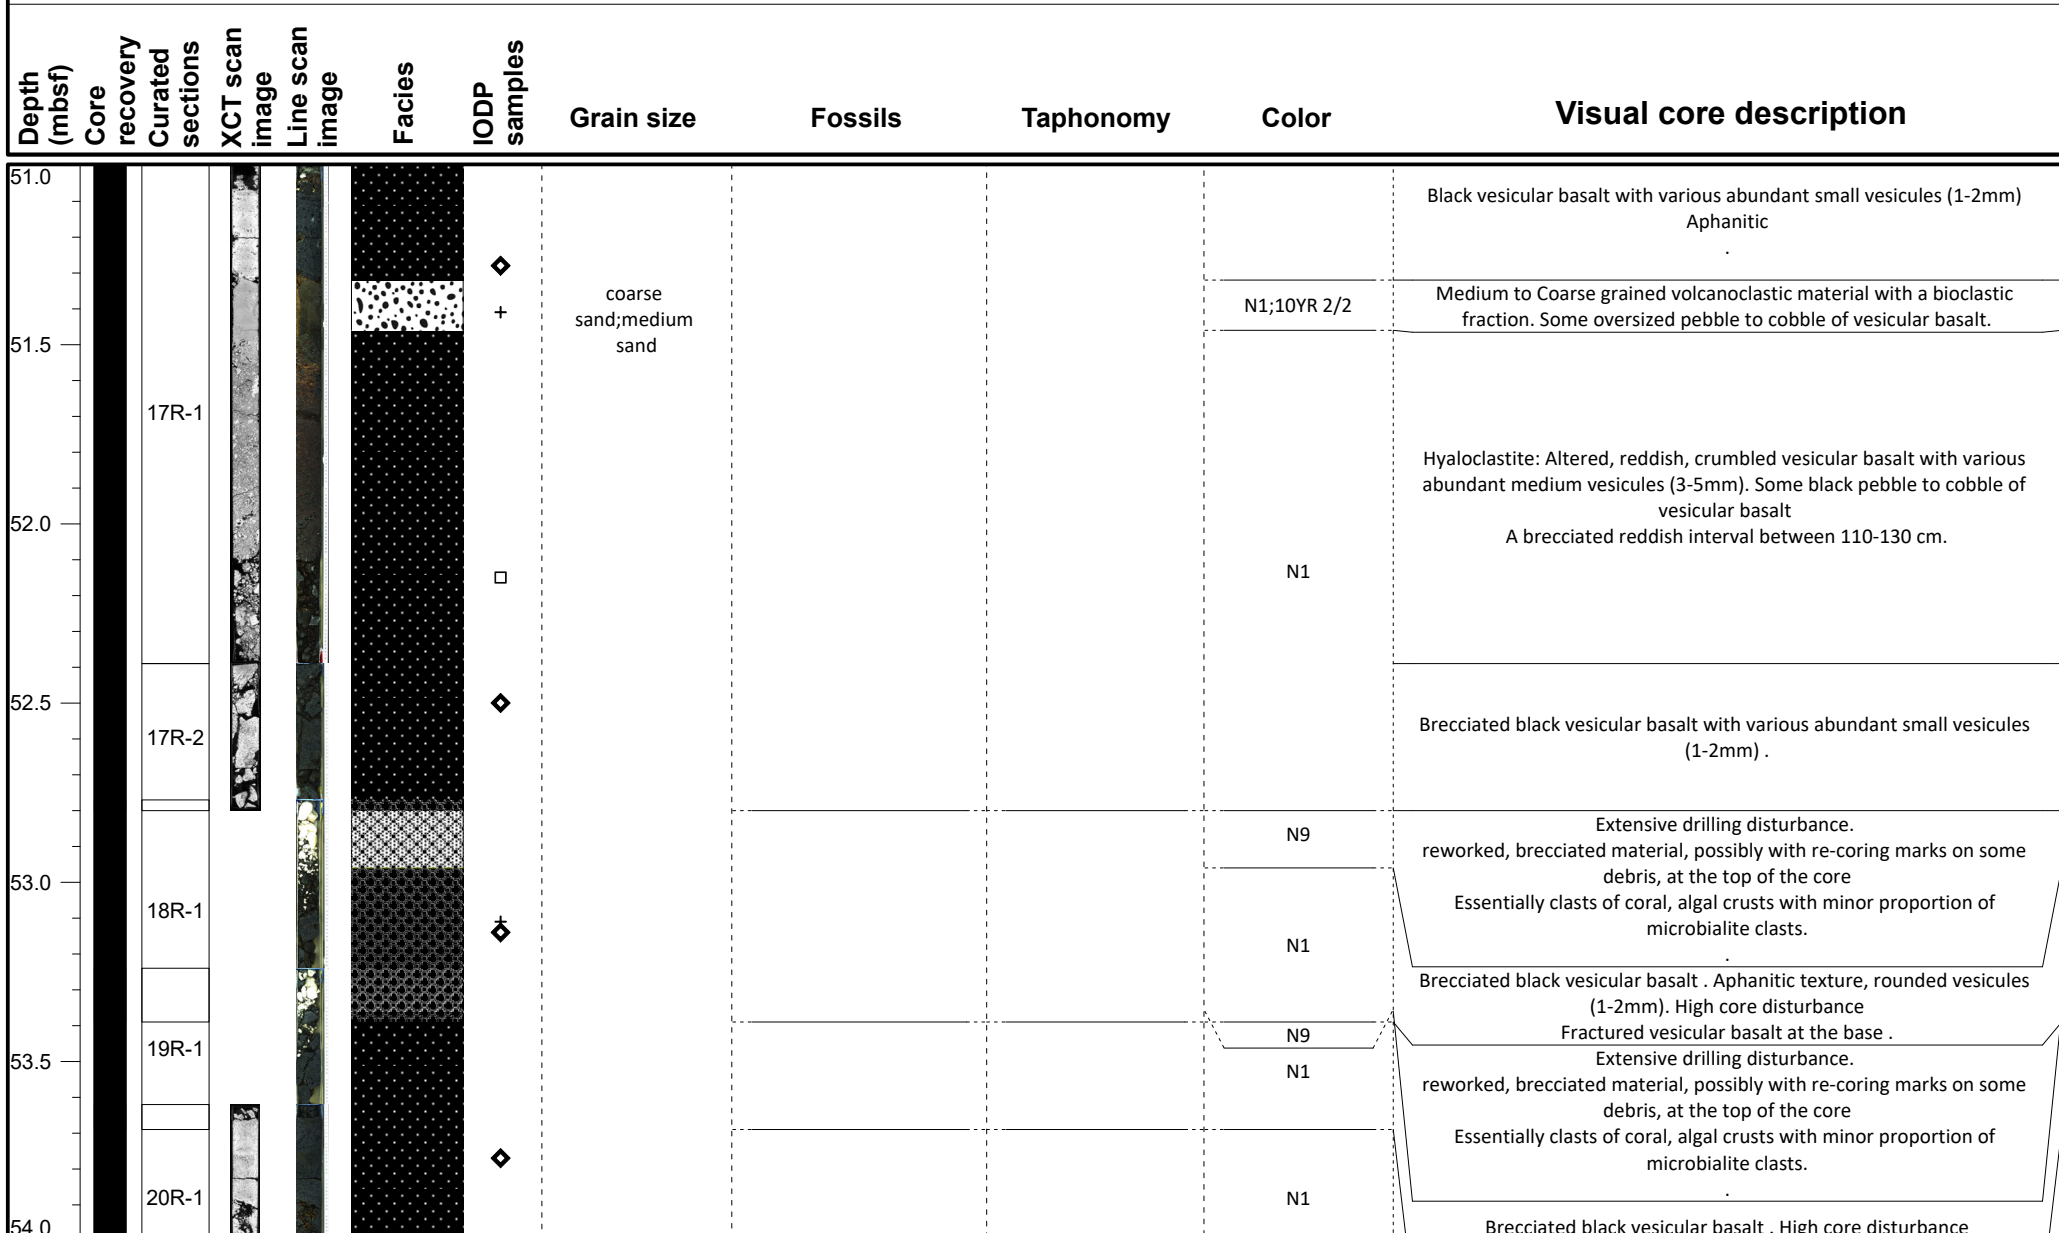 Depth
(mbsf)
Core
recovery
Curated
sections
XCT scan
image
Line scan
image
Facies
IODP
samples
Grain size
Fossils
Taphonomy
Color
Visual core description
51.0
51.5
52.0
52.5
53.0
53.5
54.0
17R-1
17R-2
18R-1
19R-1
20R-1
coarse
sand;medium
sand
N1;10YR 2/2
N1
N9
N1
N9
N1
N1
Black vesicular basalt with various abundant small vesicules (1-2mm)
Aphanitic
.
Medium to Coarse grained volcanoclastic material with a bioclastic
fraction. Some oversized pebble to cobble of vesicular basalt.
Hyaloclastite: Altered, reddish, crumbled vesicular basalt with various
abundant medium vesicules (3-5mm). Some black pebble to cobble of
vesicular basalt
A brecciated reddish interval between 110-130 cm.
Brecciated black vesicular basalt with various abundant small vesicules
(1-2mm) .
Extensive drilling disturbance.
reworked, brecciated material, possibly with re-coring marks on some
debris, at the top of the core
Essentially clasts of coral, algal crusts with minor proportion of
microbialite clasts.
.
Brecciated black vesicular basalt . Aphanitic texture, rounded vesicules
(1-2mm). High core disturbance
Fractured vesicular basalt at the base .
Extensive drilling disturbance.
reworked, brecciated material, possibly with re-coring marks on some
debris, at the top of the core
Essentially clasts of coral, algal crusts with minor proportion of
microbialite clasts.
.
Brecciated black vesicular basalt . High core disturbance